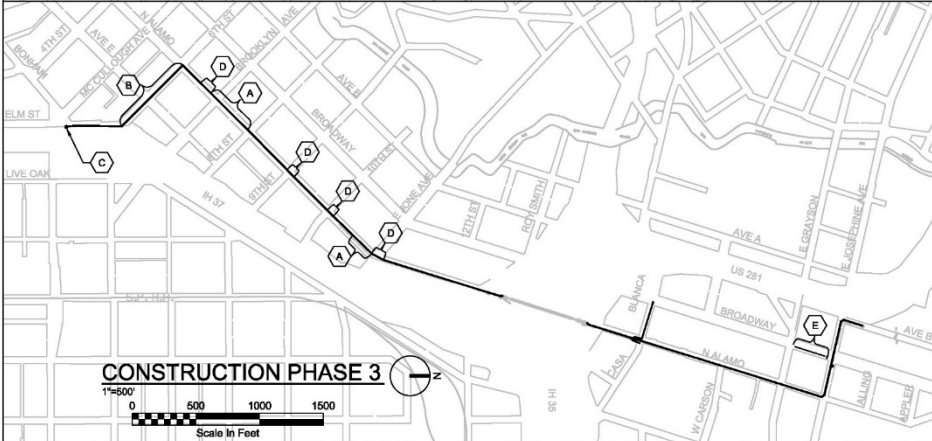 BONHAM
4TH ST
AVE E
MC CULLOUGH AVE
N ALAMO
8TH ST
BROOKLYN AVE
AVE B
D
B
A
ELM ST
C
BROADWAY
4TH ST
9TH ST
10TH ST
D
E JONE AVE
LIVE OAK
IH 37
D
D
A
12TH ST
ROY SMITH
AVE A
US 281
E GRAYSON
E JOSEPHINE AVE
BLANCA
BROADWAY
E
AVE B
N ALAMO
CASA
W CARSON
ALLING
APPLER
IH 35
CONSTRUCTION PHASE 3
N
1"=500'
0 500 1000 1500
Scale In Feet